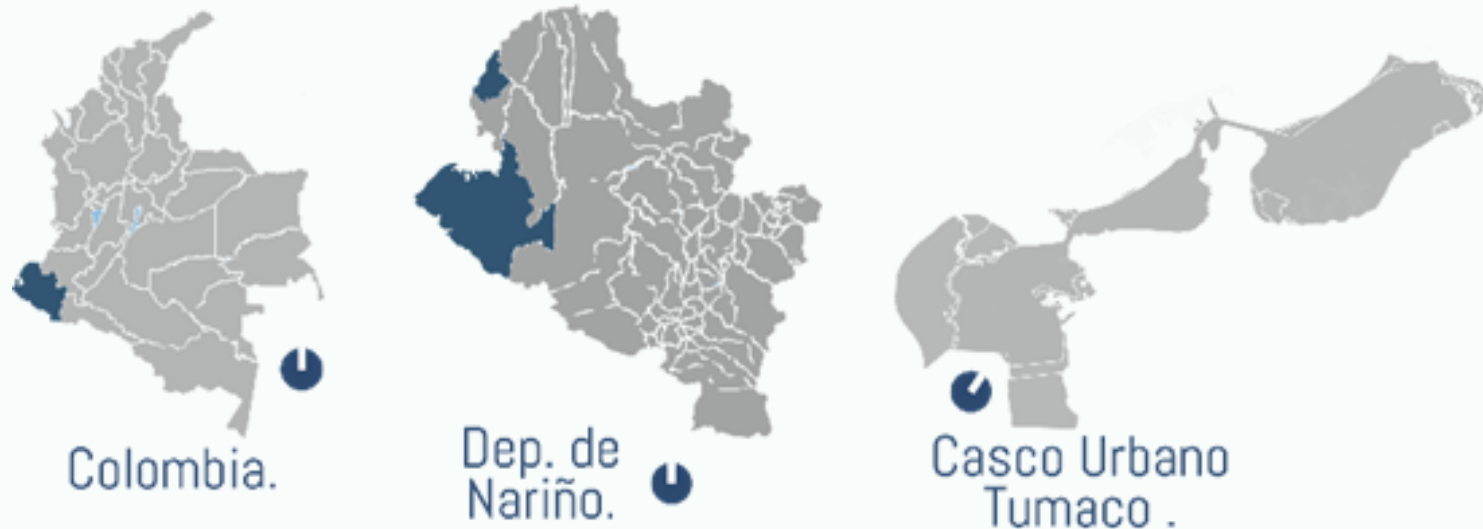 Colombia.
Dep. de
Nariño.
Casco Urbano
Tumaco .